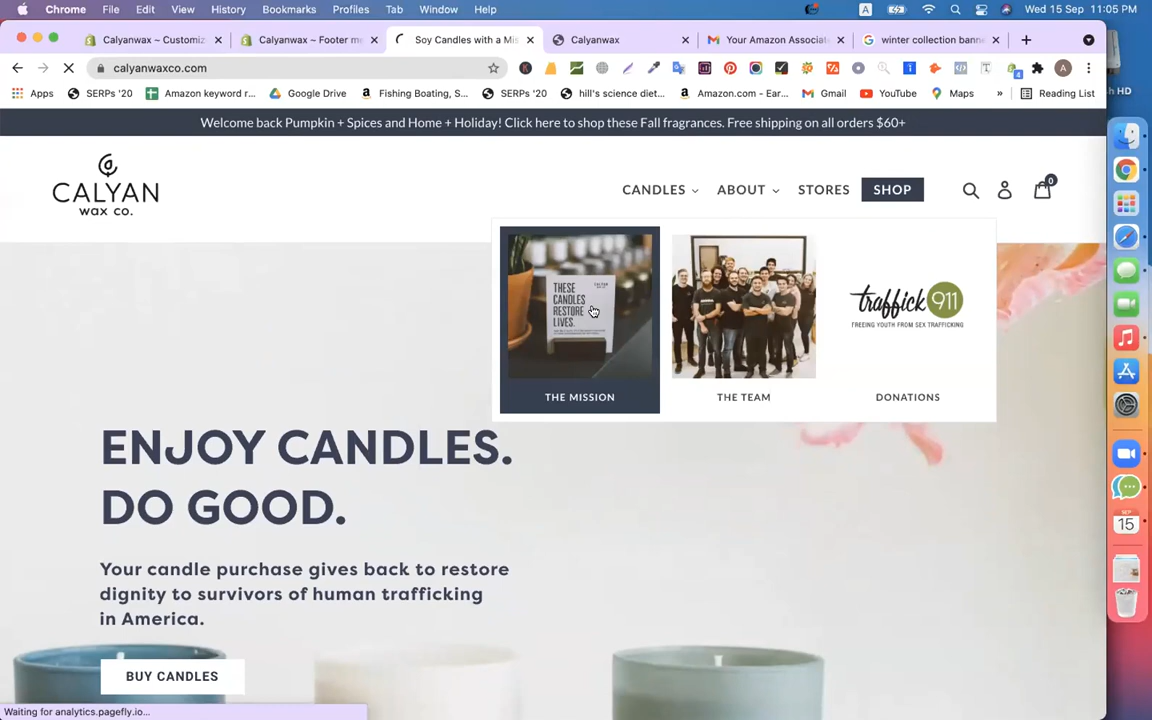 Chrome File Edit View History Bookmarks Profiles Tab Window Help A Wed 15 Sep 11:05 PM
Calyanwax ~ Customiz Calyanwax ~ Footer m Soy Candles with a Mis Calyanwax Your Amazon Associat winter collection bann
calyanwaxco.com
Apps SERPs '20 Amazon keyword r... Google Drive Fishing Boating, S... SERPs '20 hill's science diet... Amazon.com - Ear... Gmail YouTube Maps » Reading List
Welcome back Pumpkin + Spices and Home + Holiday! Click here to shop these Fall fragrances. Free shipping on all orders $60+
CALYAN
wax co.
CANDLES ABOUT STORES SHOP 0
THESE
CANDLES
RESTORE
LIVES.
CALYAN
traffick911
FREEING YOUTH FROM SEX TRAFFICKING
THE MISSION THE TEAM DONATIONS
ENJOY CANDLES.
DO GOOD.
Your candle purchase gives back to restore
dignity to survivors of human trafficking
in America.
BUY CANDLES
Waiting for analytics.pagefly.io...
SEP
15